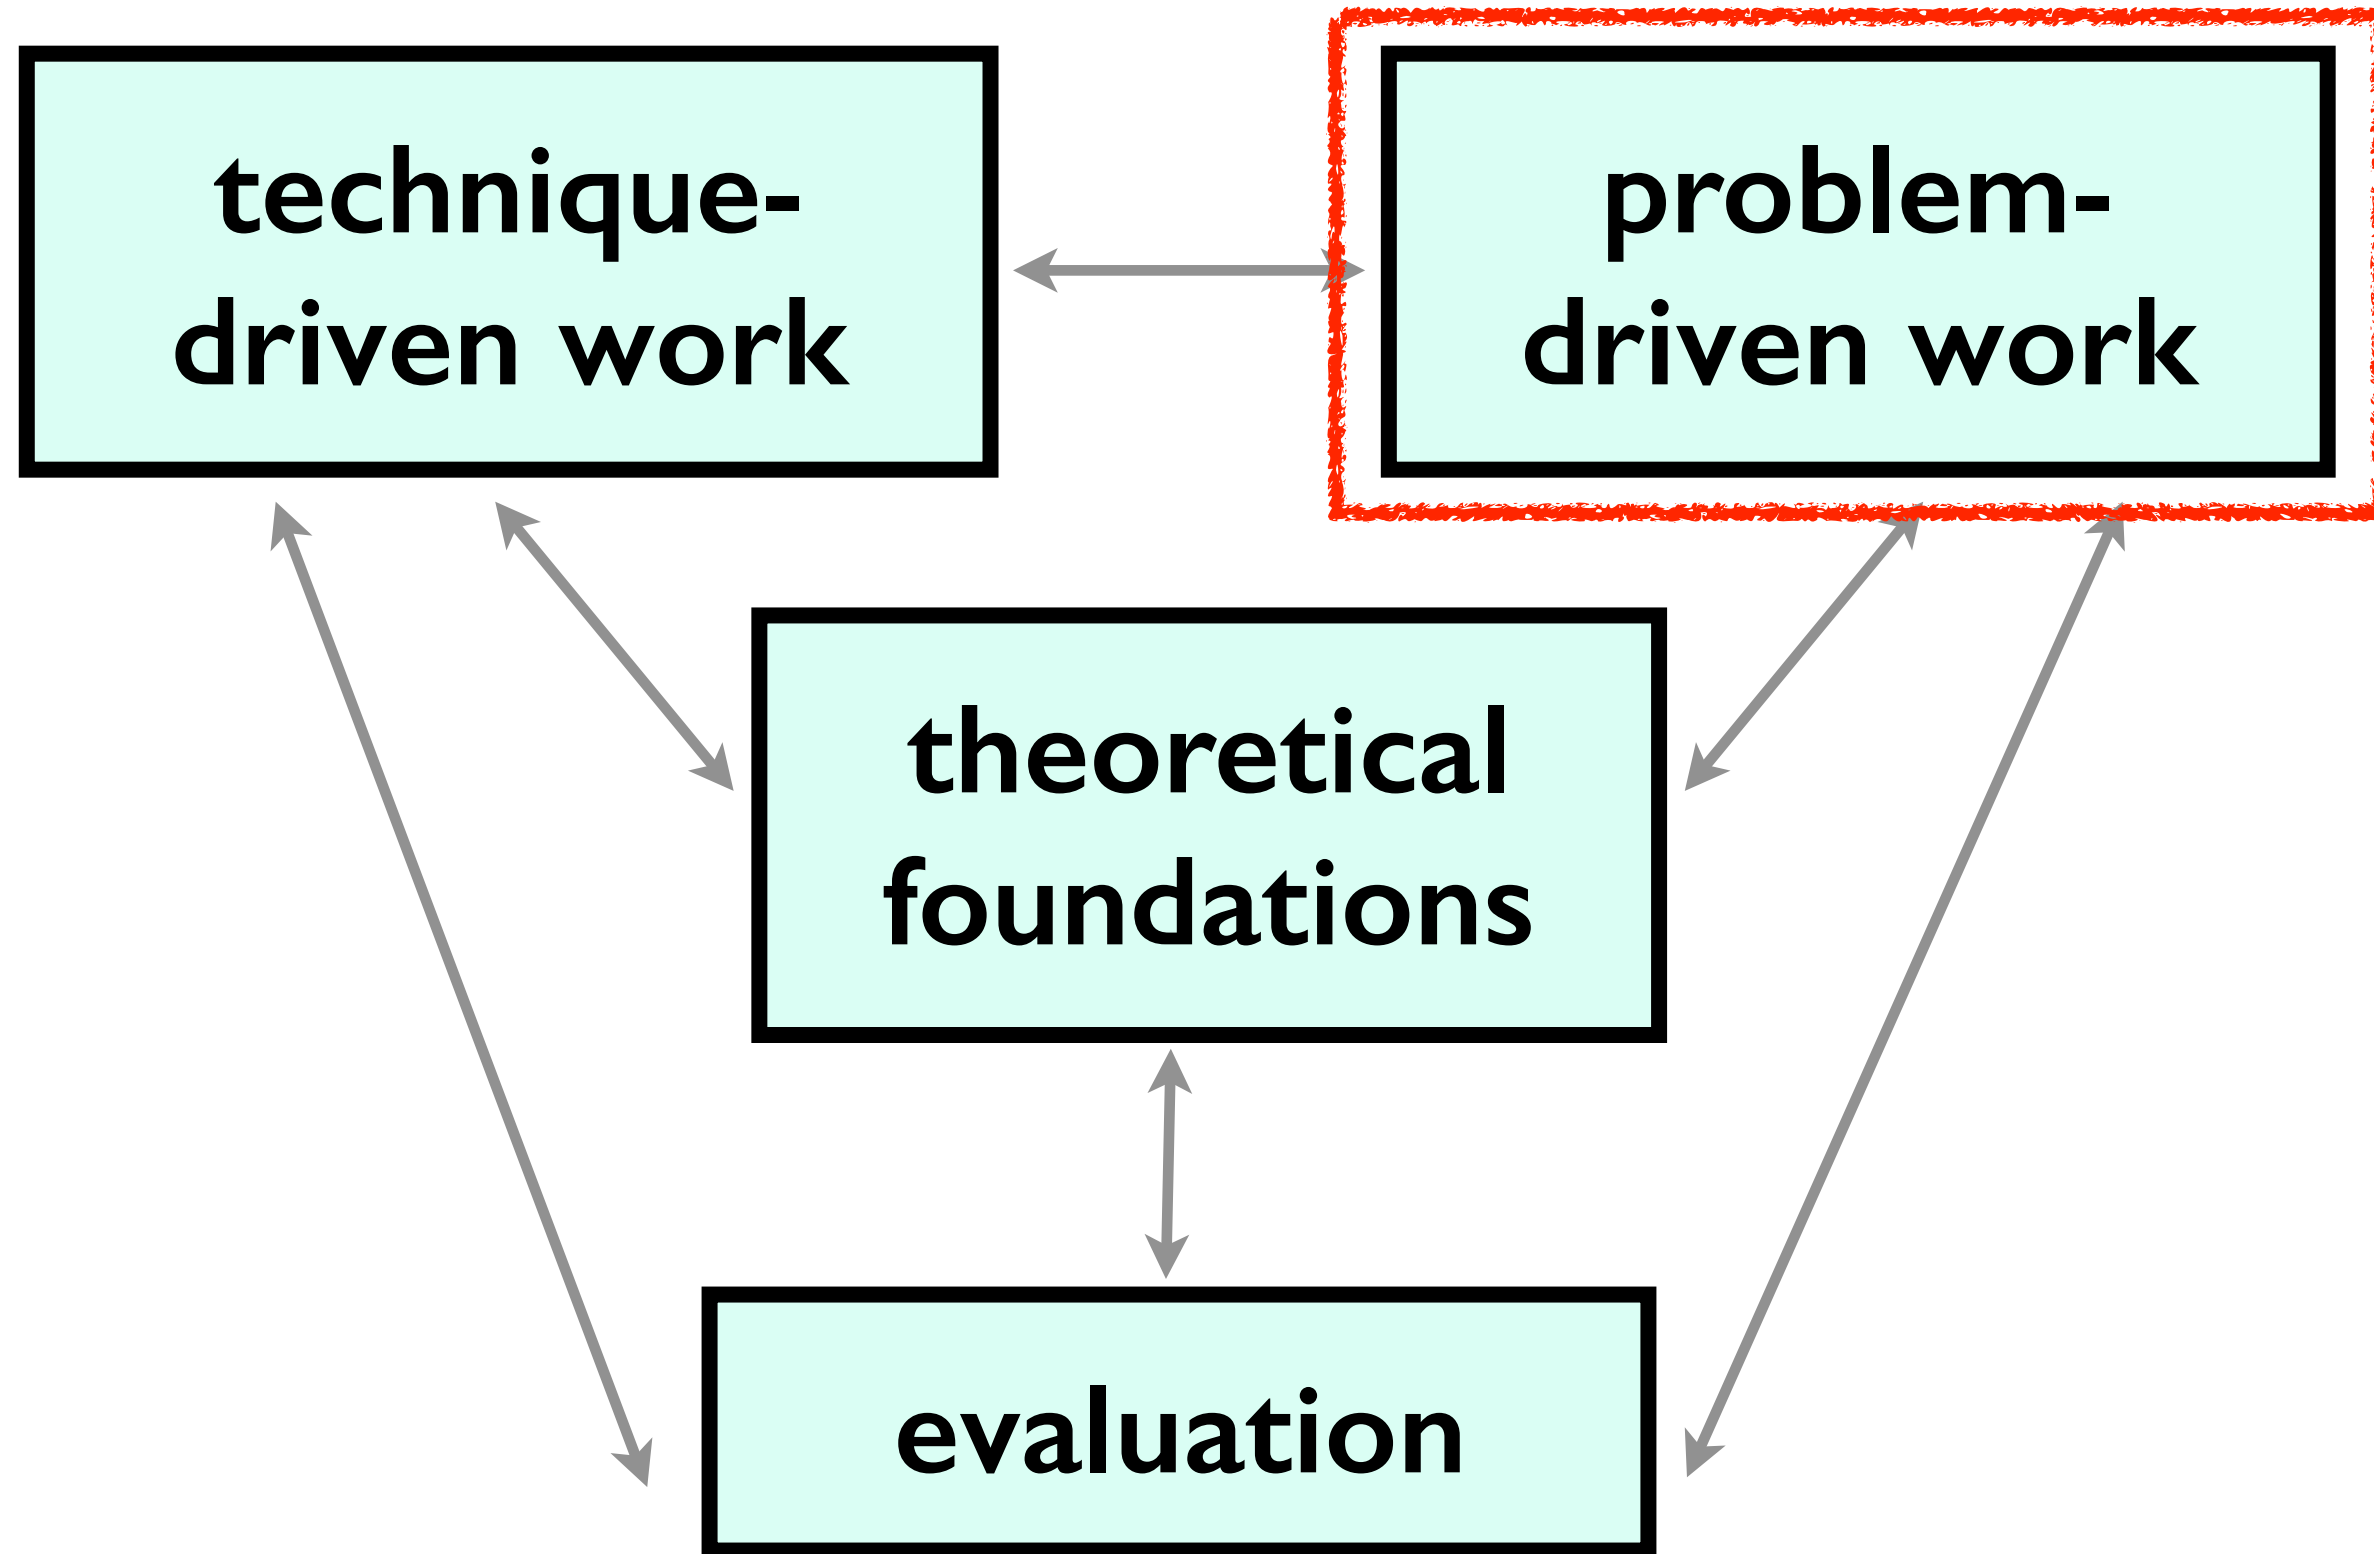 technique-
driven work
problem-
driven work
theoretical
foundations
evaluation